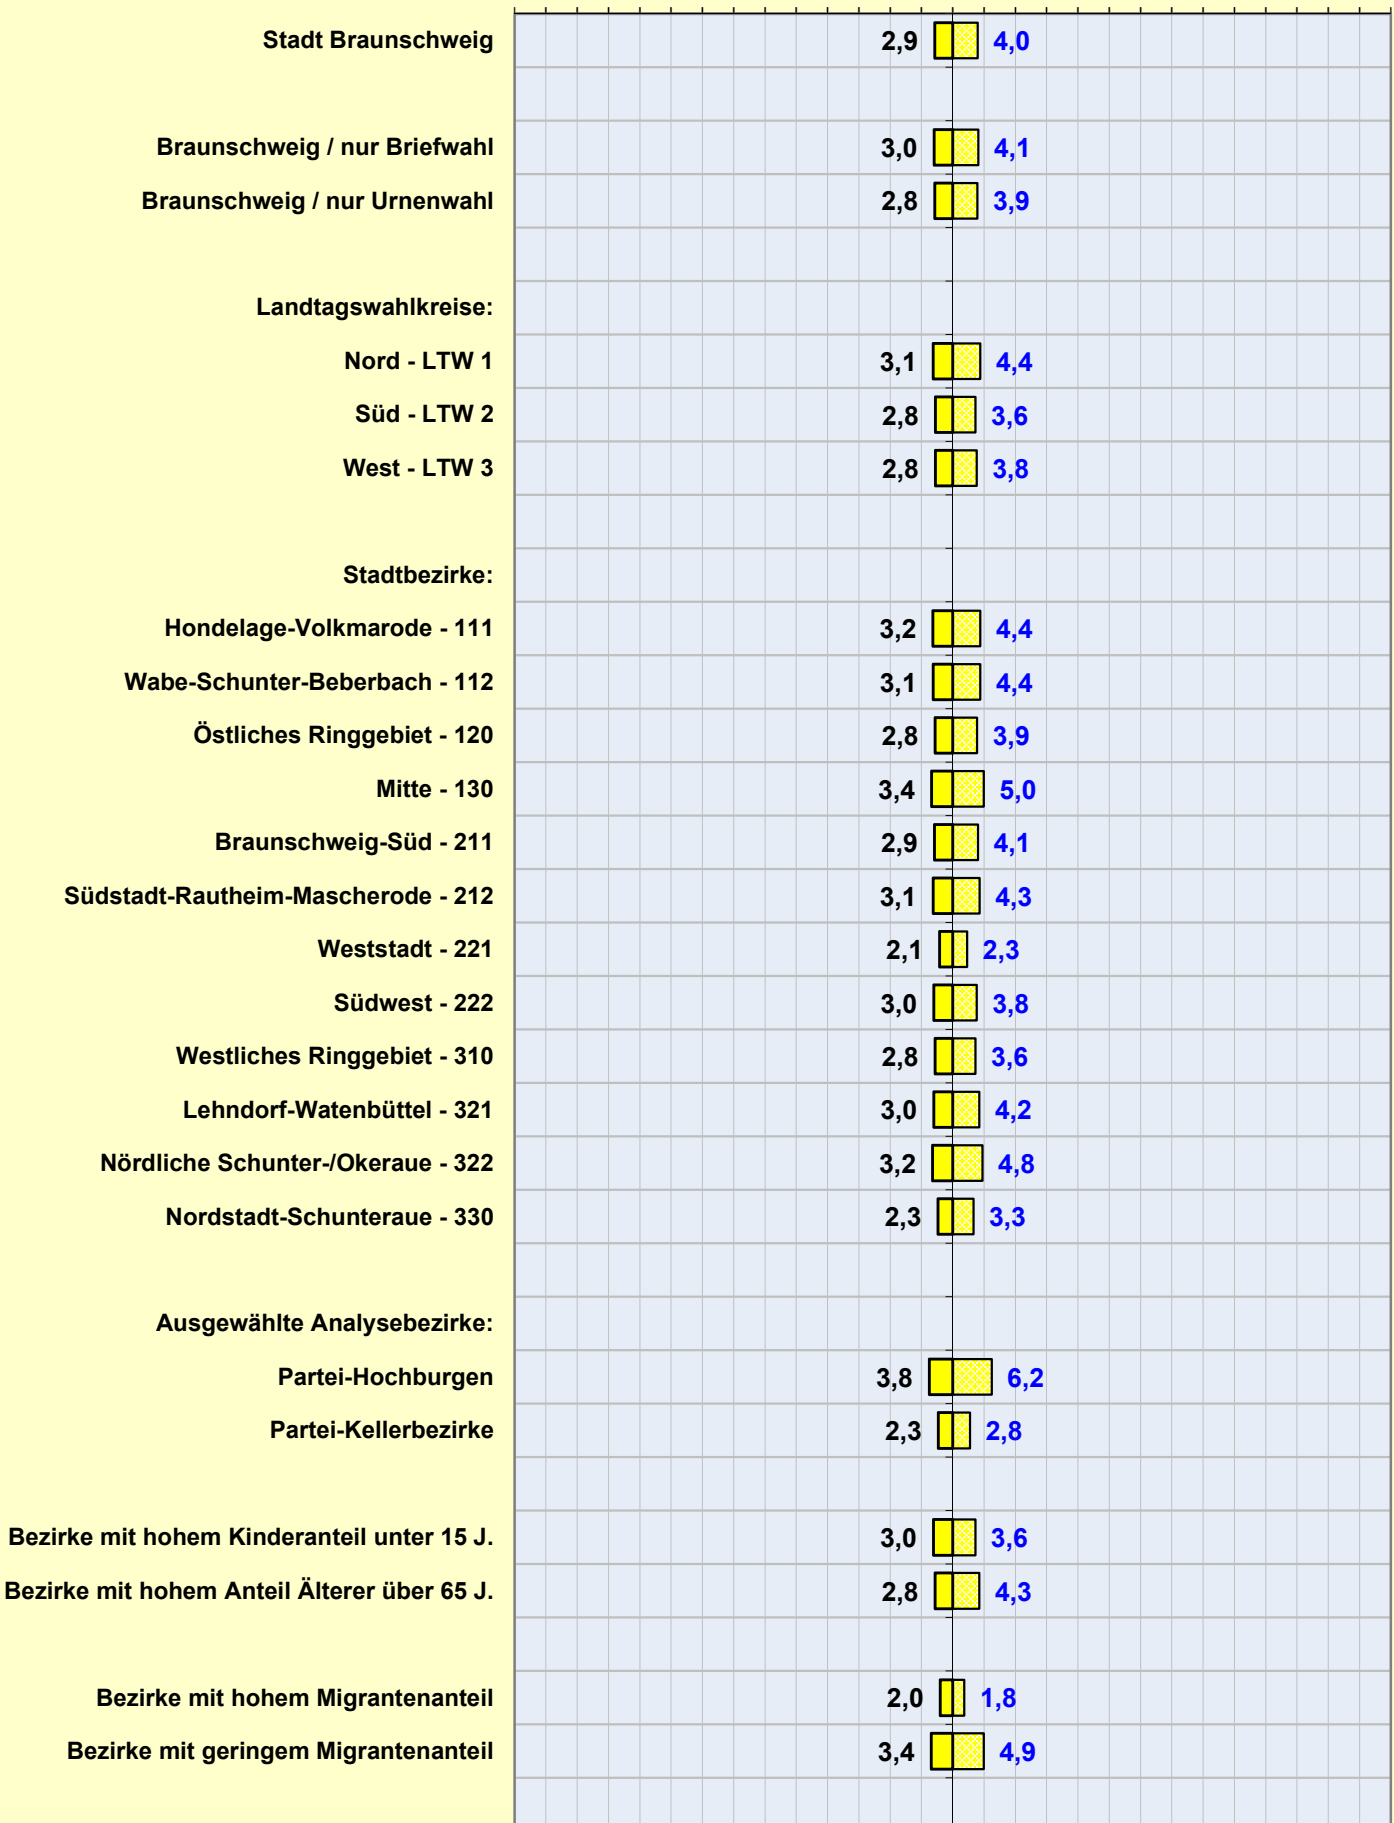 Stadt Braunschweig 2,9 4,0
Braunschweig / nur Briefwahl 3,0 4,1
Braunschweig / nur Urnenwahl 2,8 3,9
Landtagswahlkreise:
Nord - LTW 1 3,1 4,4
Süd - LTW 2 2,8 3,6
West - LTW 3 2,8 3,8
Stadtbezirke:
Hondelage-Volkmarode - 111 3,2 4,4
Wabe-Schunter-Beberbach - 112 3,1 4,4
Östliches Ringgebiet - 120 2,8 3,9
Mitte - 130 3,4 5,0
Braunschweig-Süd - 211 2,9 4,1
Südstadt-Rautheim-Mascherode - 212 3,1 4,3
Weststadt - 221 2,1 2,3
Südwest - 222 3,0 3,8
Westliches Ringgebiet - 310 2,8 3,6
Lehndorf-Watenbüttel - 321 3,0 4,2
Nördliche Schunter-/Okeraue - 322 3,2 4,8
Nordstadt-Schunteraue - 330 2,3 3,3
Ausgewählte Analysebezirke:
Partei-Hochburgen 3,8 6,2
Partei-Kellerbezirke 2,3 2,8
Bezirke mit hohem Kinderanteil unter 15 J. 3,0 3,6
Bezirke mit hohem Anteil Älterer über 65 J. 2,8 4,3
Bezirke mit hohem Migrantenanteil 2,0 1,8
Bezirke mit geringem Migrantenanteil 3,4 4,9